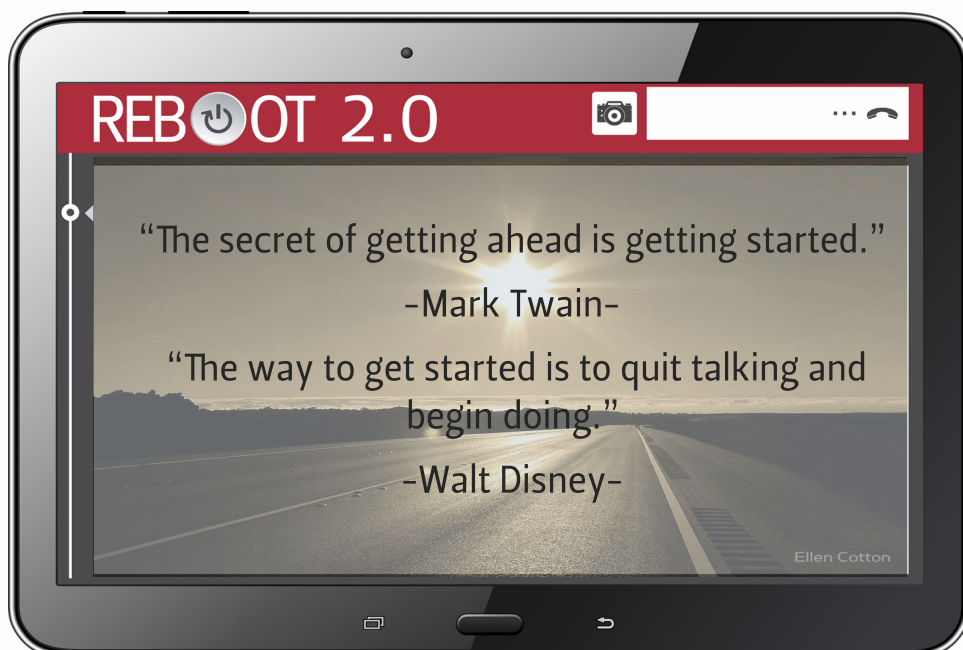 REBOOT 2.0
...
“The secret of getting ahead is getting started.”
-Mark Twain-
“The way to get started is to quit talking and
begin doing.”
-Walt Disney-
Ellen Cotton